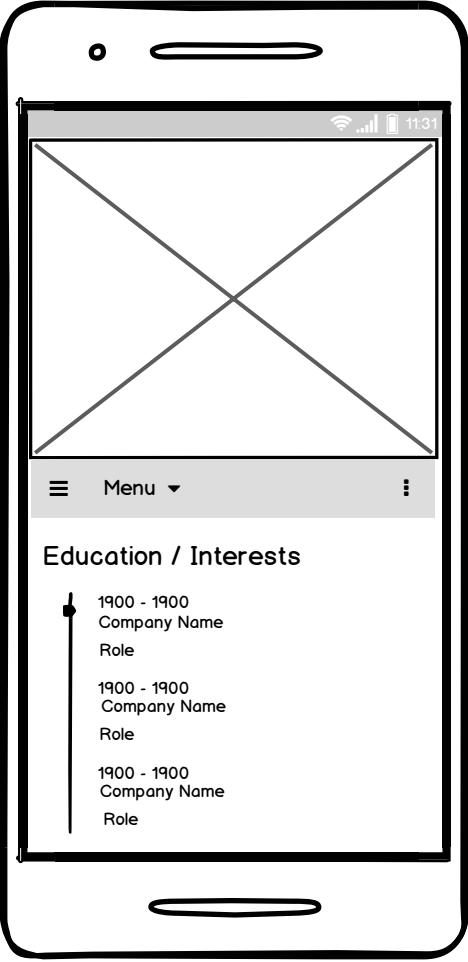 11:31
Menu
Education / Interests
1900 - 1900
Company Name
Role
1900 - 1900
Company Name
Role
1900 - 1900
Company Name
Role